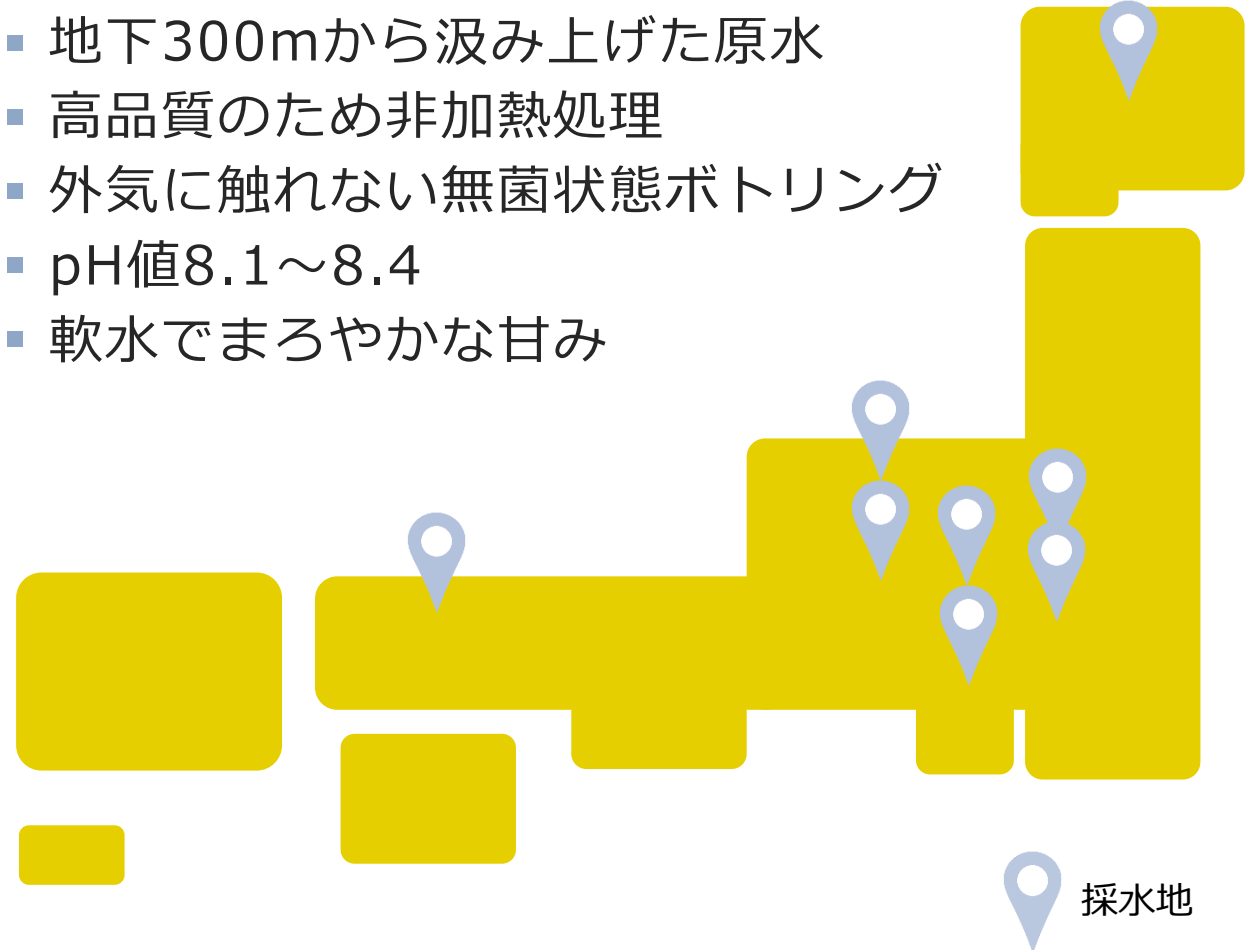 ▪ 地下300mから汲み上げた原水
▪ 高品質のため非加熱処理
▪ 外気に触れない無菌状態ボトリング
▪ pH値8.1～8.4
▪ 軟水でまろやかな甘み
採水地